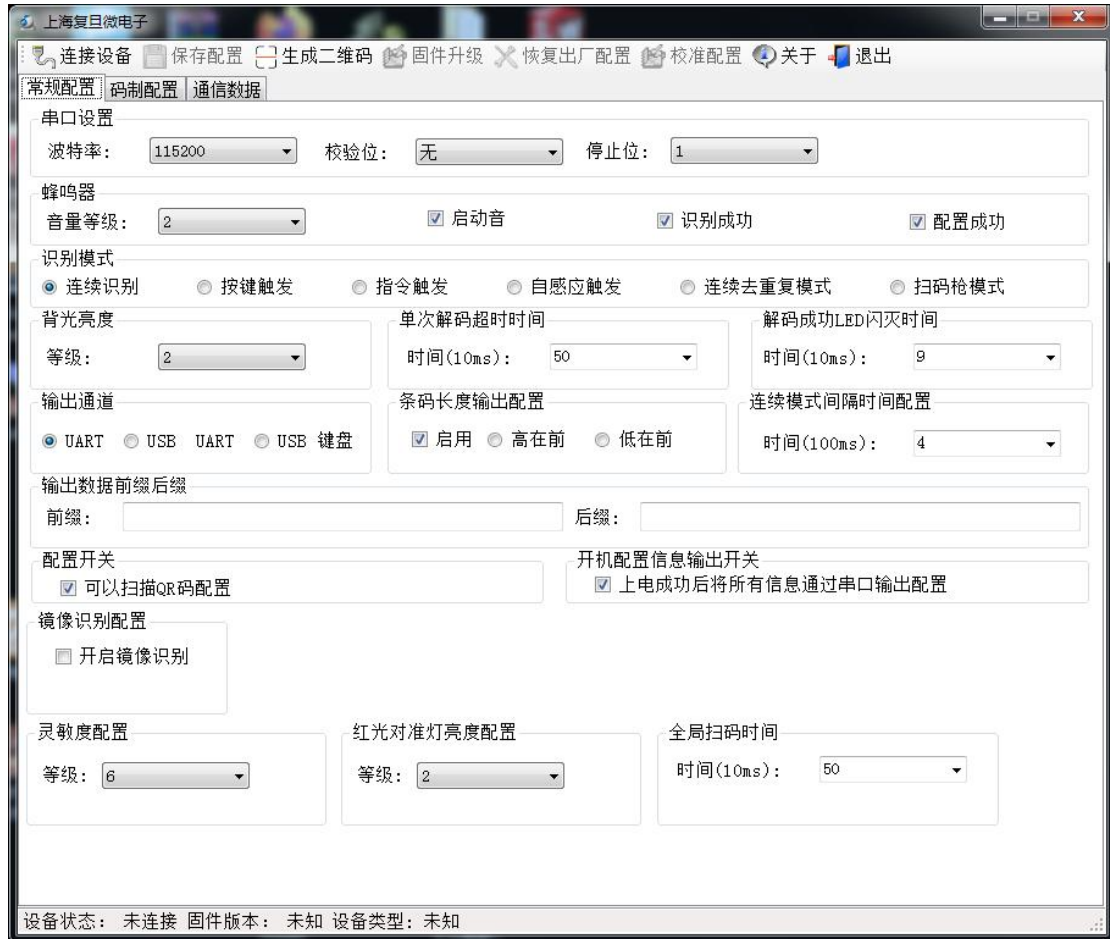 上海复旦微电子
连接设备 保存配置 生成二维码 固件升级 恢复出厂配置 校准配置 关于 退出
常规配置 码制配置 通信数据
串口设置
波特率: 115200 校验位: 无 停止位: 1
蜂鸣器
音量等级: 2 启动音 识别成功 配置成功
识别模式
连续识别 按键触发 指令触发 自感应触发 连续去重复模式 扫码枪模式
背光亮度 单次解码超时时间 解码成功LED闪灭时间
等级: 2 时间(10ms): 50 时间(10ms): 9
输出通道 条码长度输出配置 连续模式间隔时间配置
UART USB UART USB 键盘 启用 高在前 低在前 时间(100ms): 4
输出数据前缀后缀
前缀: 后缀:
配置开关 开机配置信息输出开关
可以扫描QR码配置 上电成功后将所有信息通过串口输出配置
镜像识别配置
开启镜像识别
灵敏度配置 红光对准灯亮度配置 全局扫码时间
等级: 6 等级: 2 时间(10ms): 50
设备状态: 未连接 固件版本: 未知 设备类型: 未知